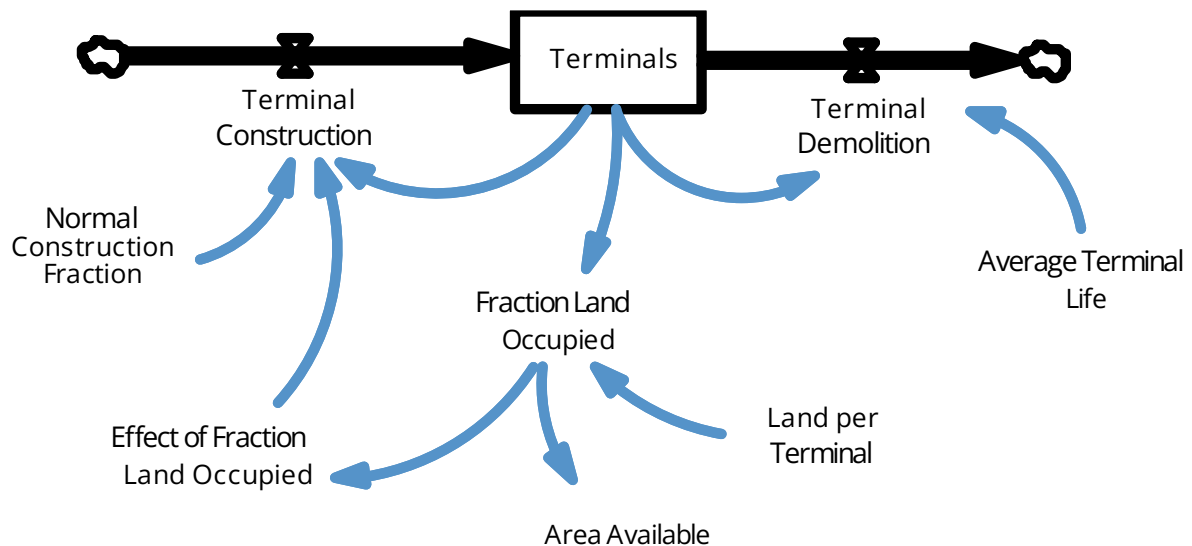 Terminals
Terminal
Construction
Terminal
Demolition
Normal
Construction
Fraction
Average Terminal
Life
Fraction Land
Occupied
Effect of Fraction
Land Occupied
Land per
Terminal
Area Available